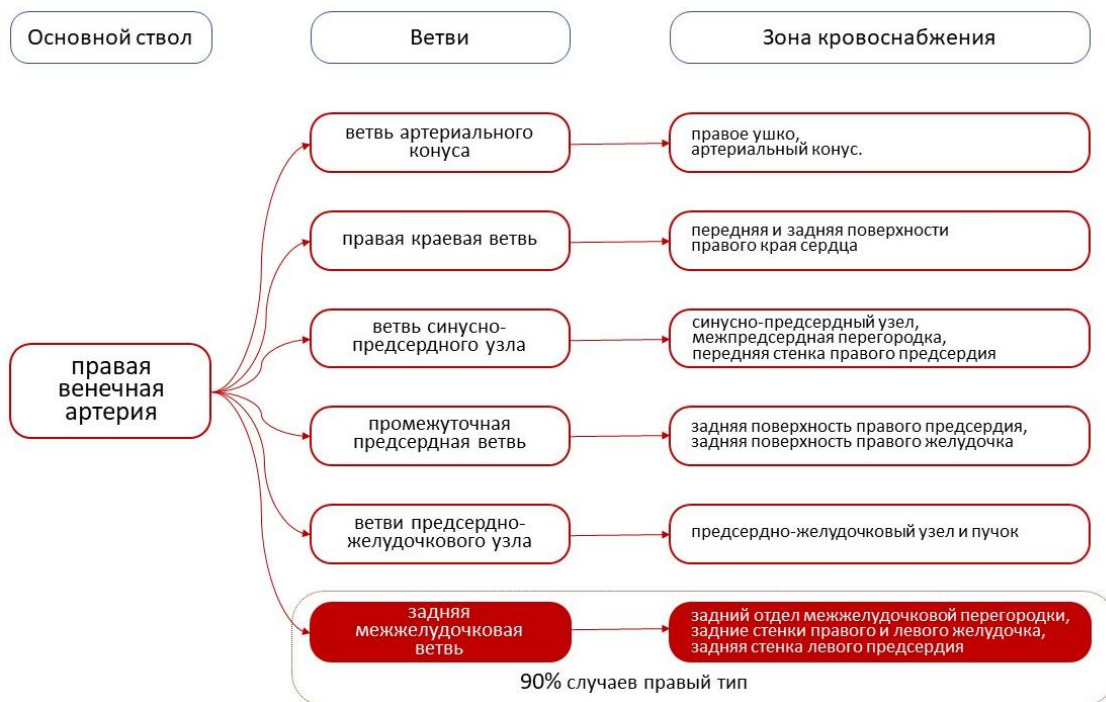 Основной ствол
Ветви
Зона кровоснабжения
правая
венечная
артерия
ветвь артериального
конуса
правое ушко,
артериальный конус.
правая краевая ветвь
передняя и задняя поверхности
правого края сердца
ветвь синусно-
предсердного узла
синусно-предсердный узел,
межпредсердная перегородка,
передняя стенка правого предсердия
промежуточная
предсердная ветвь
задняя поверхность правого предсердия,
задняя поверхность правого желудочка
ветви предсердно-
желудочкового узла
предсердно-желудочковый узел и пучок
задняя
межжелудочковая
ветвь
задний отдел межжелудочковой перегородки,
задние стенки правого и левого желудочка,
задняя стенка левого предсердия
90% случаев правый тип